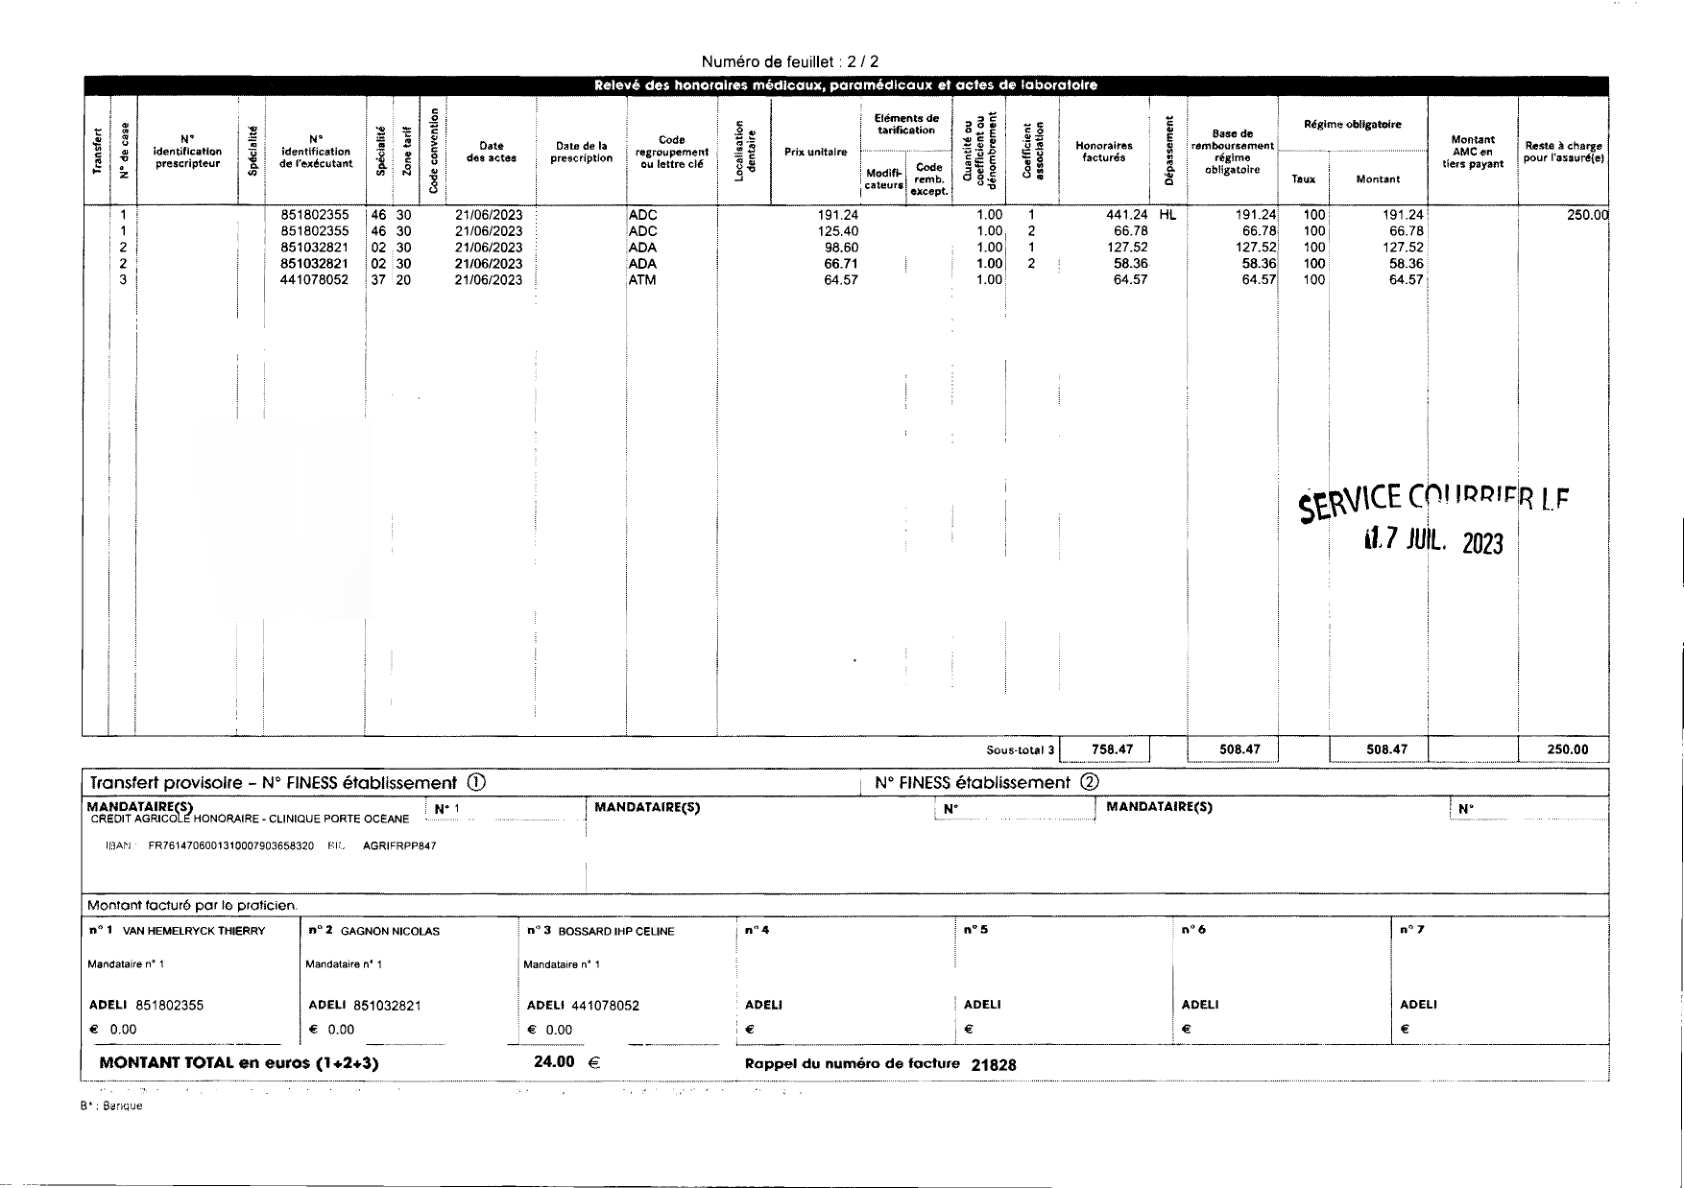 Numéro de feuillet : 2 / 2
Relevé des honoraires médicaux, paramédicaux et actes de laboratoire
Transfert
N° de case
N° identification prescripteur
Spécialité
N° identification de l'exécutant
Spécialité
Zone tarif
Code convention
Date des actes
Date de la prescription
Code regroupement ou lettre clé
Localisation dentaire
Prix unitaire
Eléments de tarification
Modifi-cateurs
Code remb. except.
Quantité ou coefficient ou dénombrement
Coefficient association
Honoraires facturés
Dépassement
Base de remboursement régime obligatoire
Régime obligatoire
Taux
Montant
Montant AMC en tiers payant
Reste à charge pour l'assuré(e)
1 851802355 46 30 21/06/2023 ADC 191.24 1.00 1 441.24 HL 191.24 100 191.24 250.00
1 851802355 46 30 21/06/2023 ADC 125.40 1.00 2 66.78 66.78 100 66.78
2 851032821 02 30 21/06/2023 ADA 98.60 1.00 1 127.52 127.52 100 127.52
2 851032821 02 30 21/06/2023 ADA 66.71 1.00 2 58.36 58.36 100 58.36
3 441078052 37 20 21/06/2023 ATM 64.57 1.00 64.57 64.57 100 64.57
SERVICE COURRIER LE
17 JUIL. 2023
Sous-total 3 758.47 508.47 508.47 250.00
Transfert provisoire – N° FINESS établissement ① N° FINESS établissement ②
MANDATAIRE(S) N° 1 MANDATAIRE(S) N° MANDATAIRE(S) N°
CREDIT AGRICOLE HONORAIRE - CLINIQUE PORTE OCEANE
IBAN : FR7614706001310007903658320 AGRIFRPP847
Montant facturé par le praticien.
n° 1 VAN HEMELRYCK THIERRY n° 2 GAGNON NICOLAS n° 3 BOSSARD IHP CELINE n° 4 n° 5 n° 6 n° 7
Mandataire n° 1 Mandataire n° 1 Mandataire n° 1
ADELI 851802355 ADELI 851032821 ADELI 441078052 ADELI ADELI ADELI ADELI
€ 0.00 € 0.00 € 0.00 € € € €
MONTANT TOTAL en euros (1+2+3) 24.00 € Rappel du numéro de facture 21828
B* : Banque